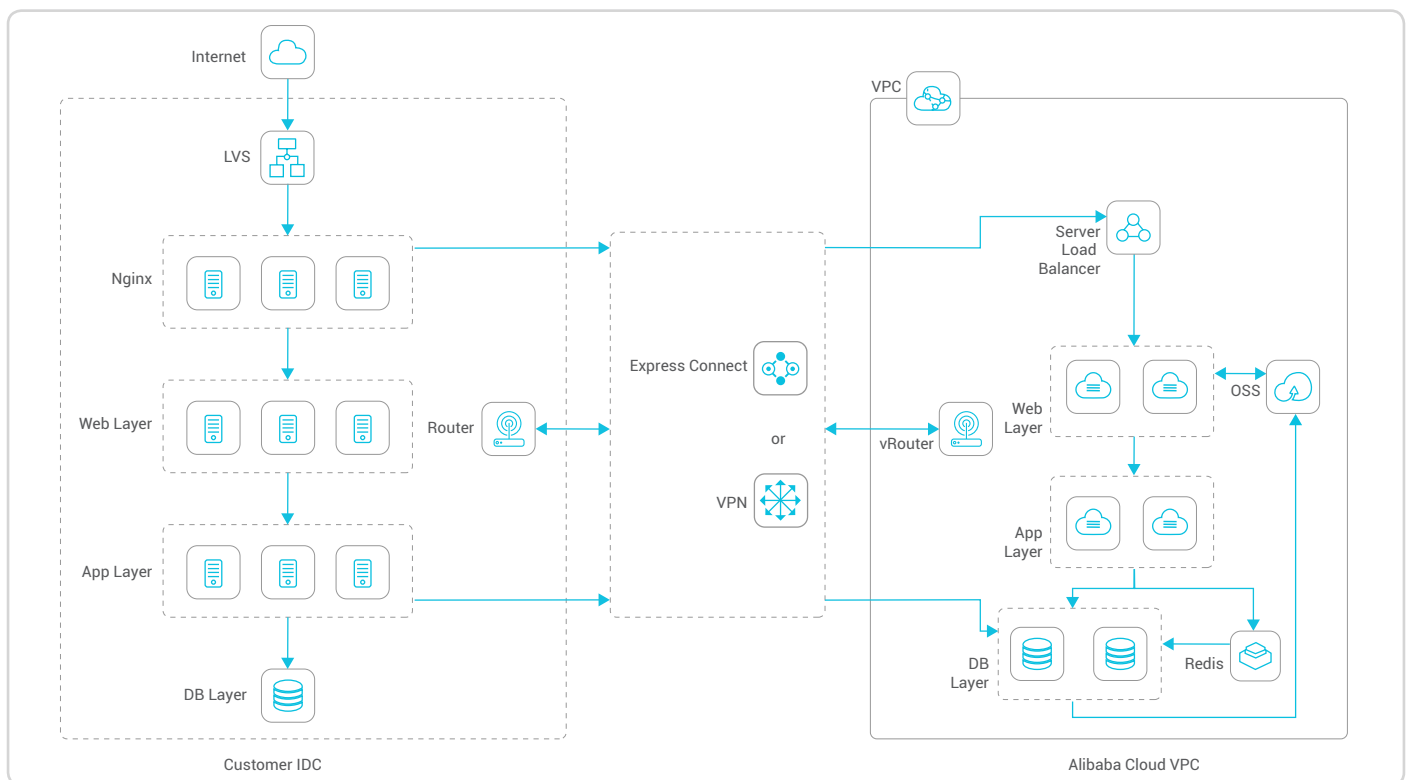 Internet
VPC
LVS
Server
Load
Balancer
Nginx
Express Connect
OSS
Web Layer
Router
or
vRouter
Web
Layer
VPN
App Layer
App
Layer
DB Layer
DB
Layer
Redis
Customer IDC
Alibaba Cloud VPC